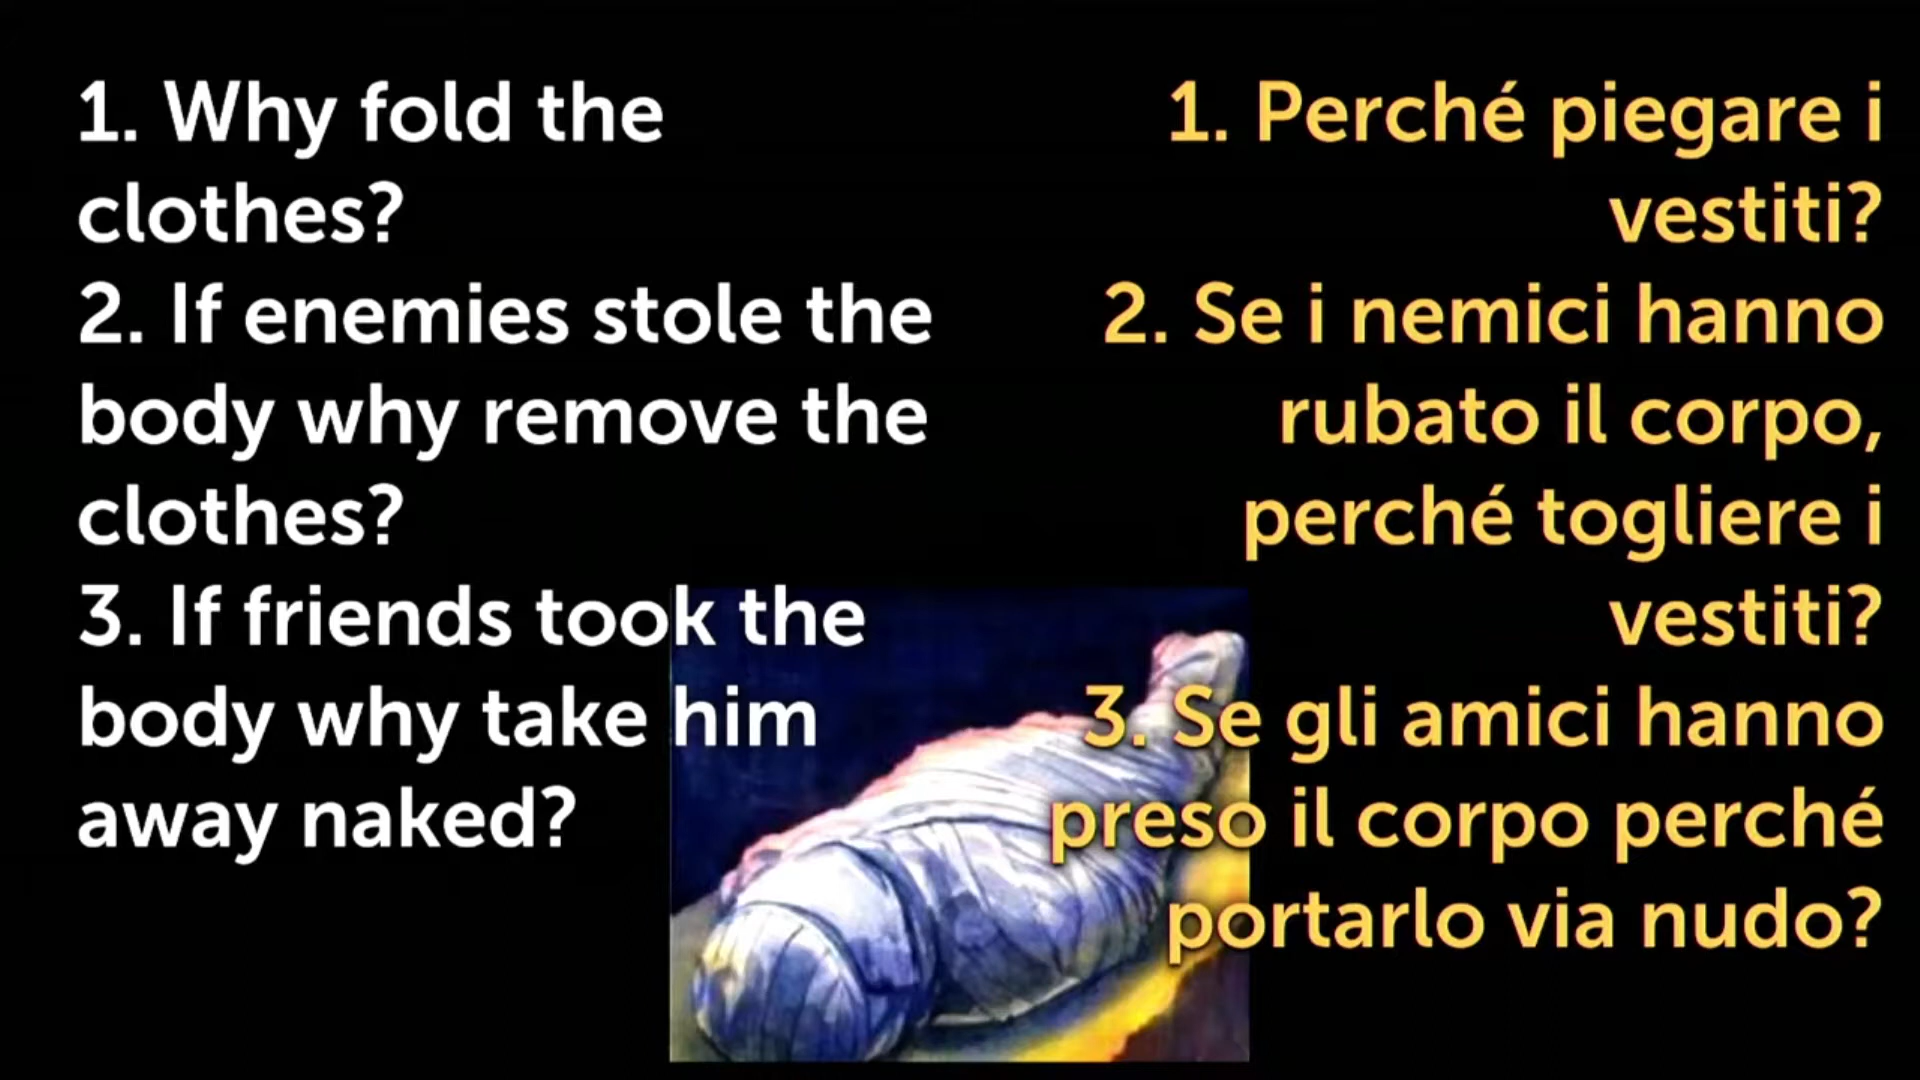 1. Why fold the
clothes?
2. If enemies stole the
body why remove the
clothes?
3. If friends took the
body why take him
away naked?
1. Perché piegare i
vestiti?
2. Se i nemici hanno
rubato il corpo,
perché togliere i
vestiti?
3. Se gli amici hanno
preso il corpo perché
portarlo via nudo?